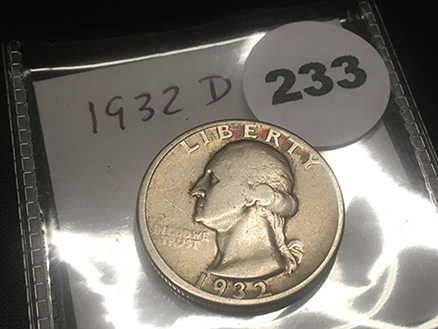 1932 D
233
LIBERTY
IN GOD WE
TRUST
1932